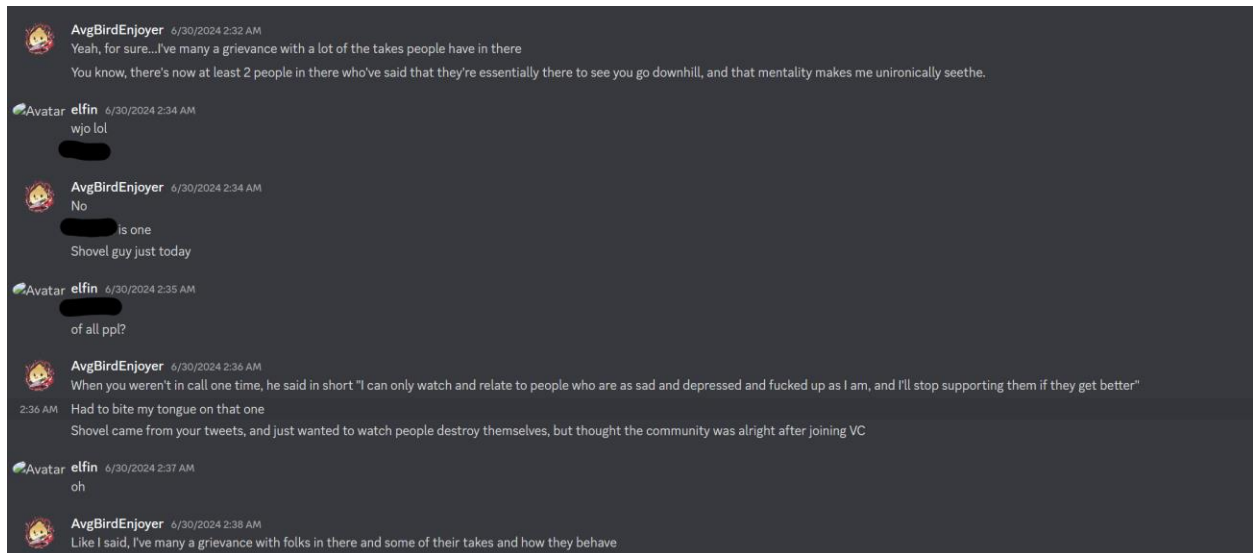 AvgBirdEnjoyer 6/30/2024 2:32 AM
Yeah, for sure...I've many a grievance with a lot of the takes people have in there
You know, there's now at least 2 people in there who've said that they're essentially there to see you go downhill, and that mentality makes me unironically seethe.
Avatar elfin 6/30/2024 2:34 AM
wjo lol
AvgBirdEnjoyer 6/30/2024 2:34 AM
No
is one
Shovel guy just today
Avatar elfin 6/30/2024 2:35 AM
of all ppl?
AvgBirdEnjoyer 6/30/2024 2:36 AM
When you weren't in call one time, he said in short "I can only watch and relate to people who are as sad and depressed and fucked up as I am, and I'll stop supporting them if they get better"
2:36 AM Had to bite my tongue on that one
Shovel came from your tweets, and just wanted to watch people destroy themselves, but thought the community was alright after joining VC
Avatar elfin 6/30/2024 2:37 AM
oh
AvgBirdEnjoyer 6/30/2024 2:38 AM
Like I said, I've many a grievance with folks in there and some of their takes and how they behave